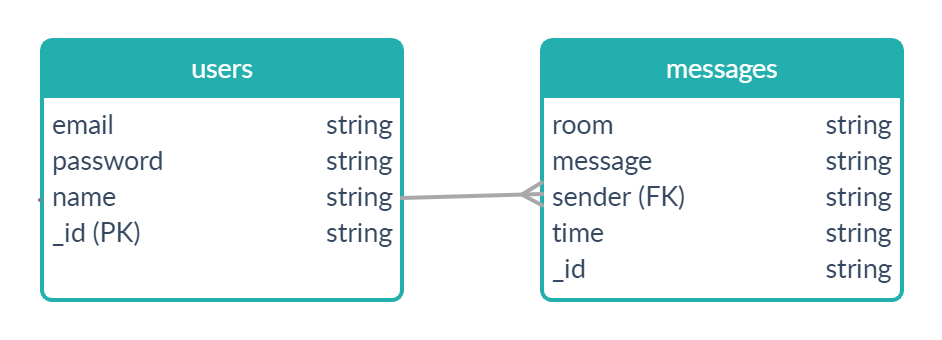 users
email string
password string
name string
_id (PK) string
messages
room string
message string
sender (FK) string
time string
_id string